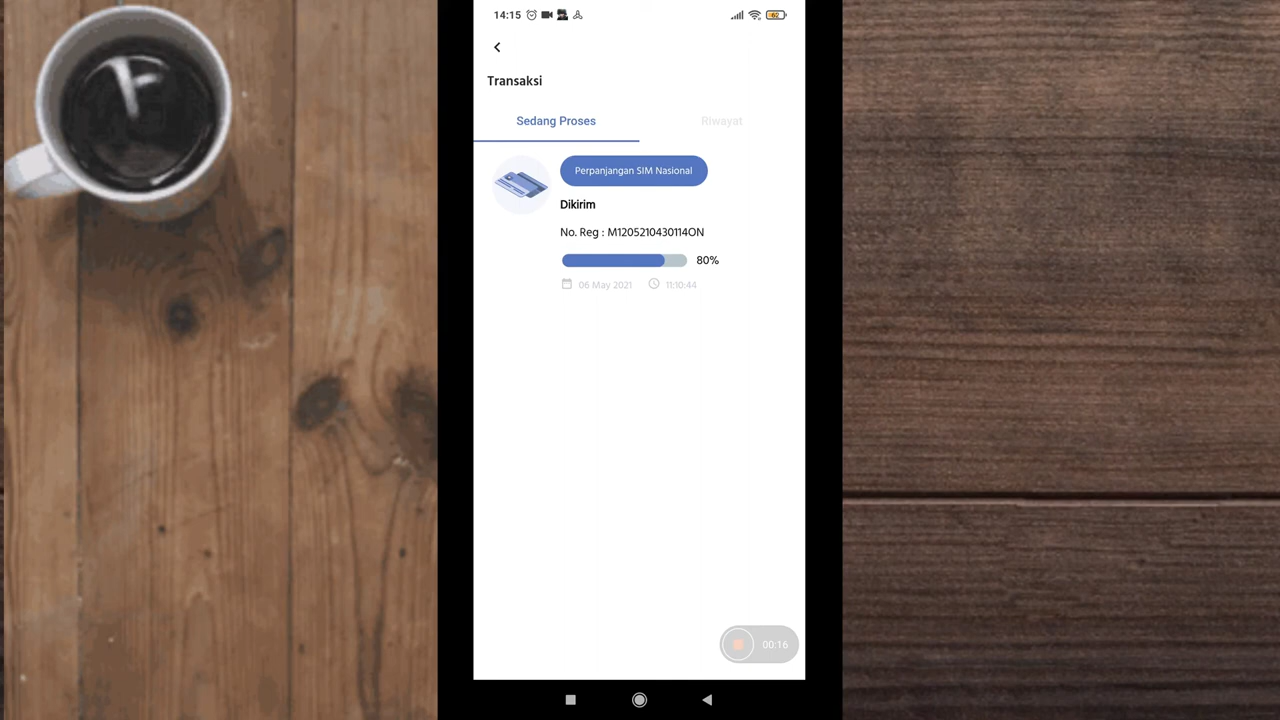 14:15
62
Transaksi
Sedang Proses
Riwayat
Perpanjangan SIM Nasional
Dikirim
No. Reg : M1205210430114ON
80%
06 May 2021
11:10:44
00:16